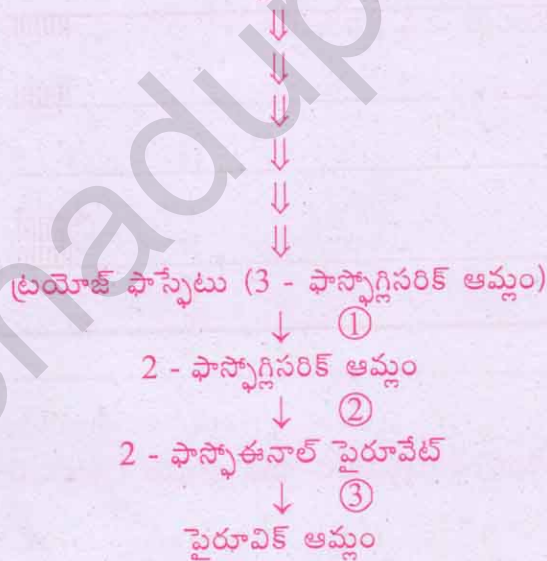 ⇓
⇓
⇓
⇓
⇓
⇓
ట్రయోజ్ ఫాస్ఫేటు (3 - ఫాస్ఫోగ్లిసరిక్ ఆమ్లం)
↓ ①
2 - ఫాస్ఫోగ్లిసరిక్ ఆమ్లం
↓ ②
2 - ఫాస్ఫోఈనాల్ పైరూవేట్
↓ ③
పైరూవిక్ ఆమ్లం